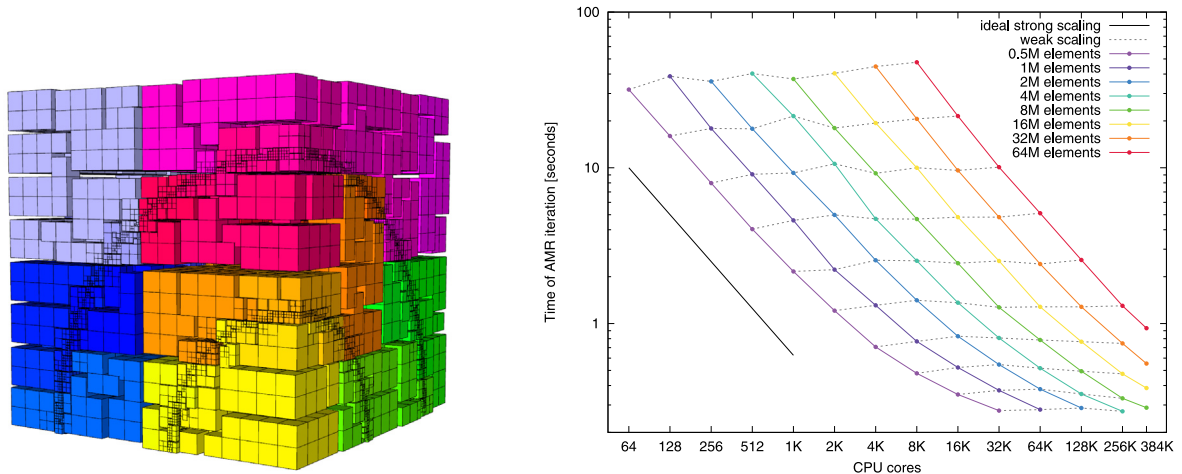 100
10
1
Time of AMR iteration [seconds]
ideal strong scaling
weak scaling
0.5M elements
1M elements
2M elements
4M elements
8M elements
16M elements
32M elements
64M elements
64 128 256 512 1K 2K 4K 8K 16K 32K 64K 128K 256K 384K
CPU cores